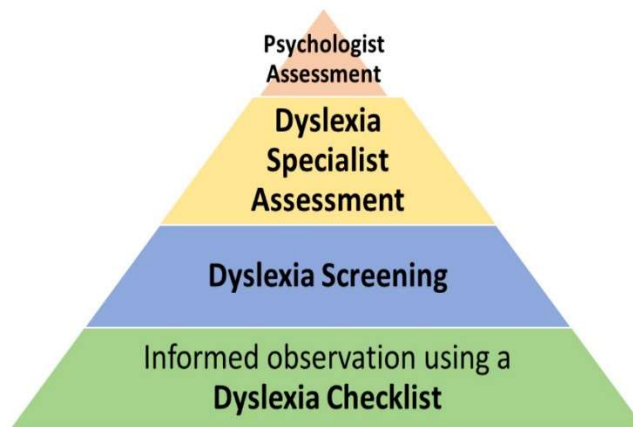 Psychologist
Assessment
Dyslexia
Specialist
Assessment
Dyslexia Screening
Informed observation using a
Dyslexia Checklist